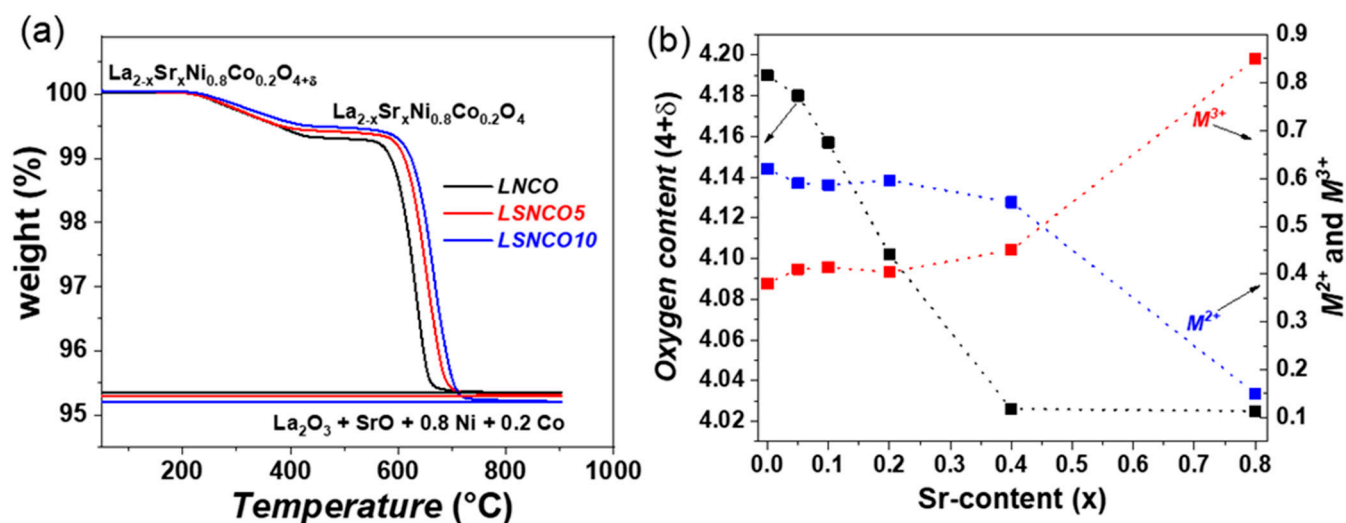 (a)
La2-xSrxNi0.8Co0.2O4+δ
La2-xSrxNi0.8Co0.2O4
LNCO
LSNCO5
LSNCO10
La2O3 + SrO + 0.8 Ni + 0.2 Co
weight (%)
100
99
98
97
96
95
0
200
400
600
800
1000
Temperature (°C)
(b)
Oxygen content (4+δ)
4.20
4.18
4.16
4.14
4.12
4.10
4.08
4.06
4.04
4.02
M3+
M2+
0.9
0.8
0.7
0.6
0.5
0.4
0.3
0.2
0.1
M2+ and M3+
0.0 0.1 0.2 0.3 0.4 0.5 0.6 0.7 0.8
Sr-content (x)